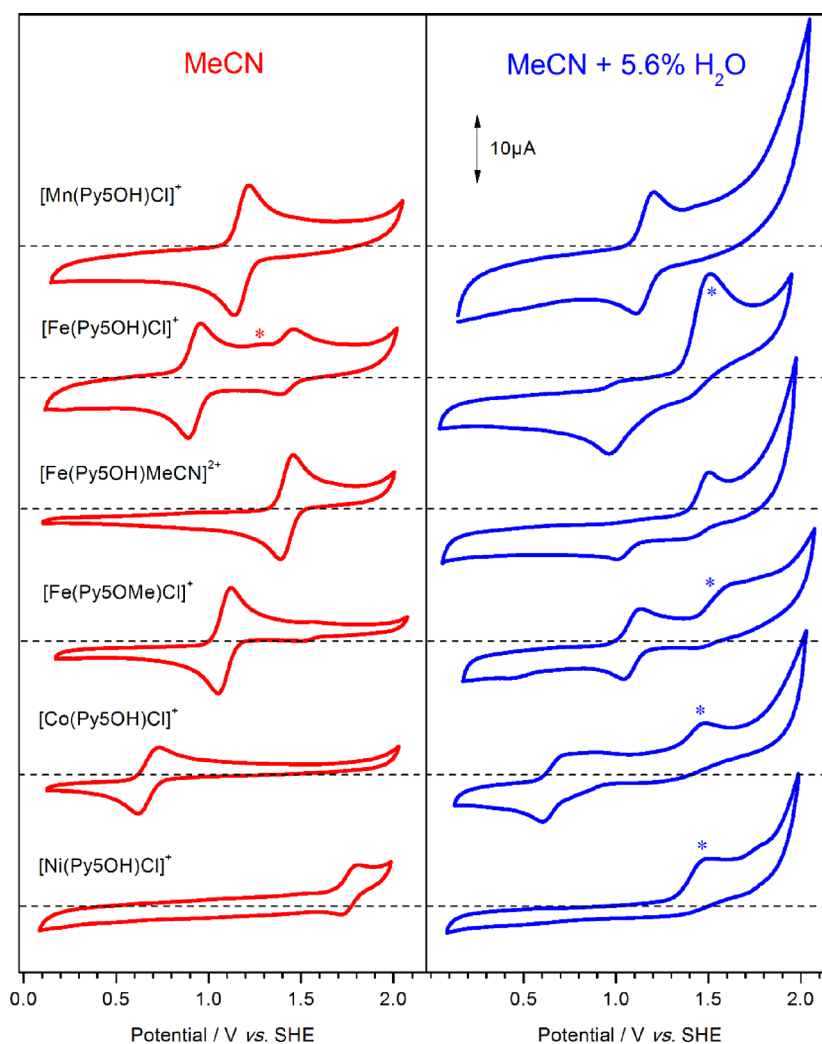 MeCN
MeCN + 5.6% H₂O
10µA
[Mn(Py5OH)Cl]⁺
[Fe(Py5OH)Cl]⁺
*
*
[Fe(Py5OH)MeCN]²⁺
[Fe(Py5OMe)Cl]⁺
*
[Co(Py5OH)Cl]⁺
*
[Ni(Py5OH)Cl]⁺
*
0.0 0.5 1.0 1.5 2.0 0.5 1.0 1.5 2.0
Potential / V vs. SHE Potential / V vs. SHE